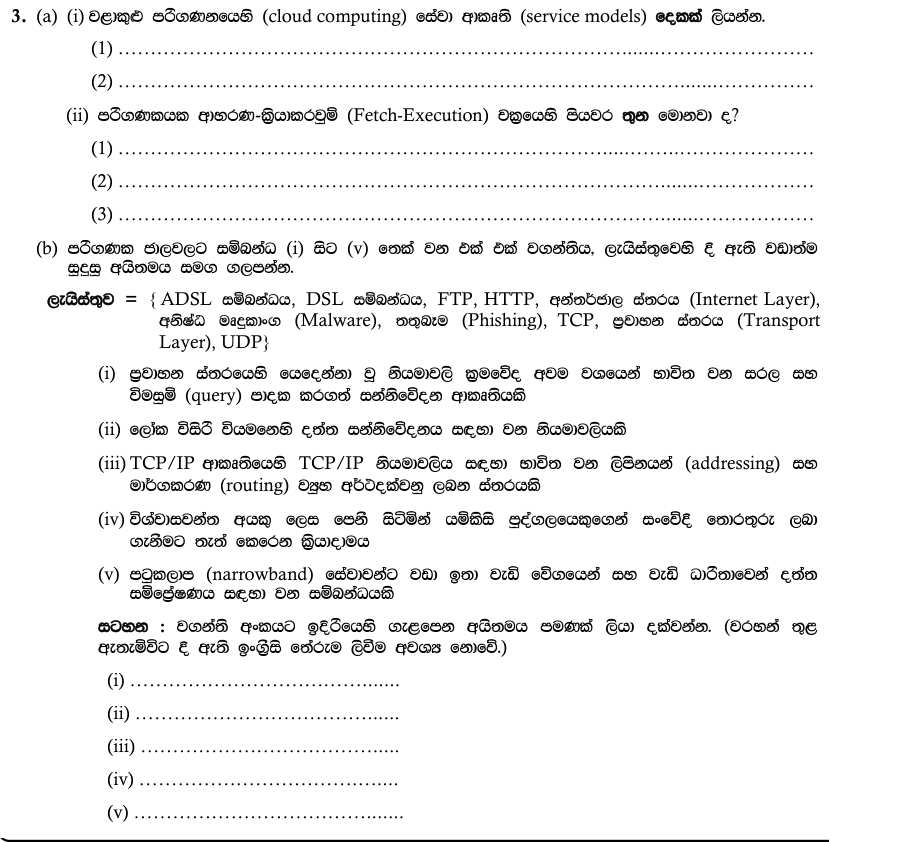 3. (a) (i) වළාකුළු පරිගණනයෙහි (cloud computing) සේවා ආකෘති (service models) දෙකක් ලියන්න.
(1) ................................................................
(2) ................................................................
(ii) පරිගණකයක ආහරණ-ක්‍රියාකරවුම් (Fetch-Execution) චක්‍රයෙහි පියවර තුන මොනවා ද?
(1) ................................................................
(2) ................................................................
(3) ................................................................
(b) පරිගණක ජාලවලට සම්බන්ධ (i) සිට (v) තෙක් වන එක් එක් වගන්තිය, ලැයිස්තුවෙහි දී ඇති වඩාත්ම
සුදුසු අයිතමය සමග ගලපන්න.
ලැයිස්තුව = { ADSL සම්බන්ධය, DSL සම්බන්ධය, FTP, HTTP, අන්තර්ජාල ස්තරය (Internet Layer),
අනිෂ්ඨ මෘදුකාංග (Malware), තතුබෑම (Phishing), TCP, ප්‍රවාහන ස්තරය (Transport
Layer), UDP}
(i) ප්‍රවාහන ස්තරයෙහි යෙදෙන්නා වූ නියමාවලි ක්‍රමවේද අවම වශයෙන් භාවිත වන සරල සහ
විමසුම් (query) පාදක කරගත් සන්නිවේදන ආකෘතියකි
(ii) ලෝක විසිරි වියමනෙහි දත්ත සන්නිවේදනය සඳහා වන නියමාවලියකි
(iii) TCP/IP ආකෘතියෙහි TCP/IP නියමාවලිය සඳහා භාවිත වන ලිපිනයන් (addressing) සහ
මාර්ගකරණ (routing) ව්‍යුහ අර්ථදක්වනු ලබන ස්තරයකි
(iv) විශ්වාසවන්ත අයකු ලෙස පෙනී සිටිමින් යම්කිසි පුද්ගලයෙකුගෙන් සංවේදී තොරතුරු ලබා
ගැනීමට තැත් කෙරෙන ක්‍රියාදාමය
(v) පටුකලාප (narrowband) සේවාවන්ට වඩා ඉතා වැඩි වේගයෙන් සහ වැඩි ධාරිතාවෙන් දත්ත
සම්ප්‍රේෂණය සඳහා වන සම්බන්ධයකි
සටහන : වගන්ති අංකයට ඉදිරියෙහි ගැළපෙන අයිතමය පමණක් ලියා දක්වන්න. (වරහන් තුළ
ඇතැම්විට දී ඇති ඉංග්‍රීසි තේරුම ලිවීම අවශ්‍ය නොවේ.)
(i) ........................................
(ii) ........................................
(iii) ........................................
(iv) ........................................
(v) ........................................